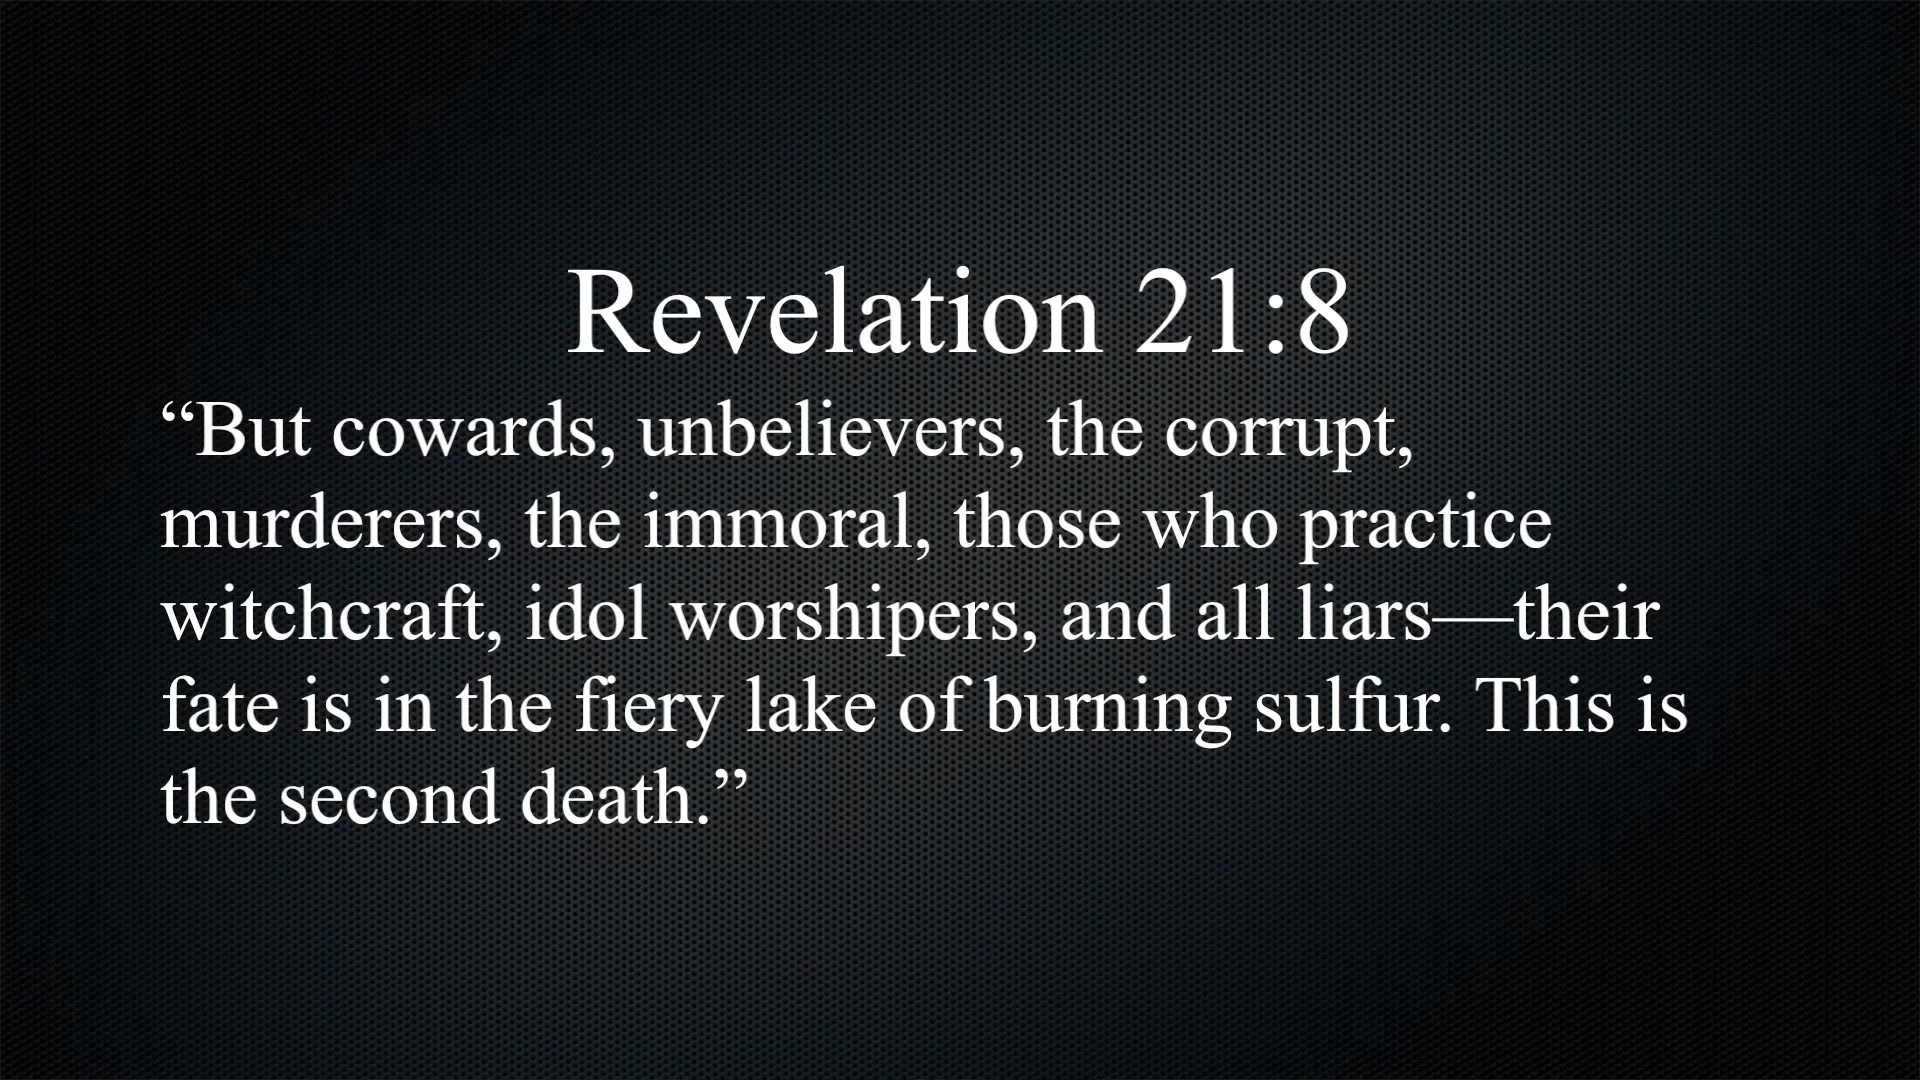 Revelation 21:8
“But cowards, unbelievers, the corrupt,
murderers, the immoral, those who practice
witchcraft, idol worshipers, and all liars—their
fate is in the fiery lake of burning sulfur. This is
the second death.”